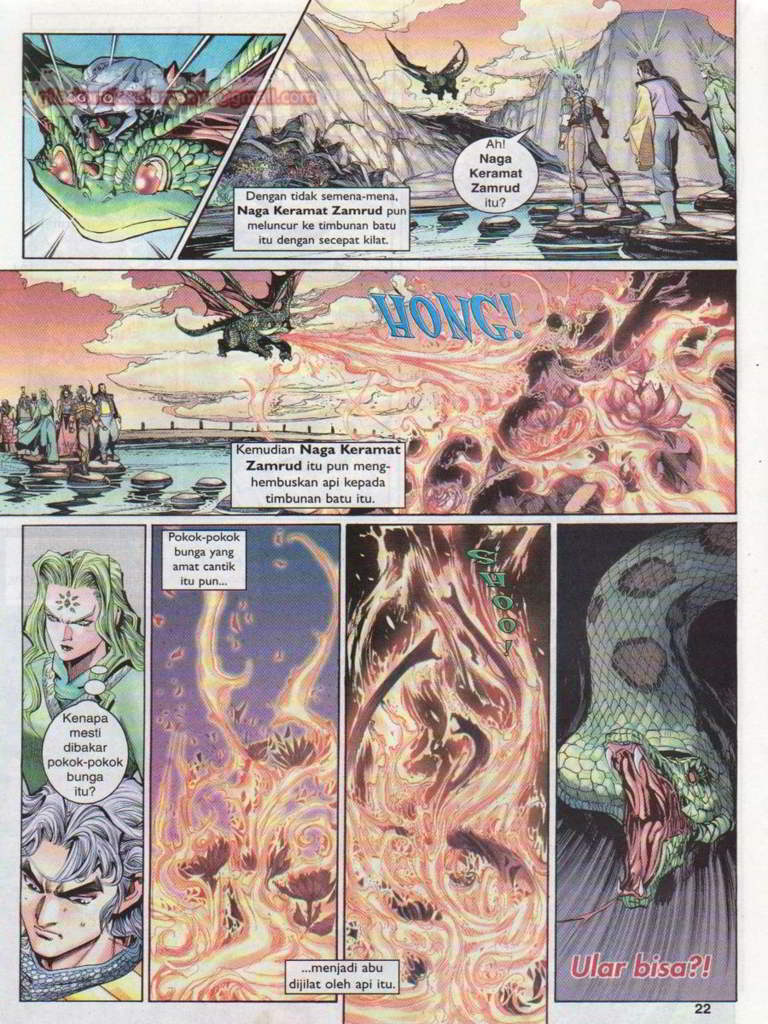 Ah!
Naga
Keramat
Zamrud
itu?
Dengan tidak semena-mena,
Naga Keramat Zamrud pun
meluncur ke timbunan batu
itu dengan secepat kilat.
HONG!
Kemudian Naga Keramat
Zamrud itu pun meng-
hembuskan api kepada
timbunan batu itu.
Kenapa
mesti
dibakar
pokok-pokok
bunga
itu?
Pokok-pokok
bunga yang
amat cantik
itu pun...
SHOO!
...menjadi abu
dijilat oleh api itu.
Ular bisa?!
22